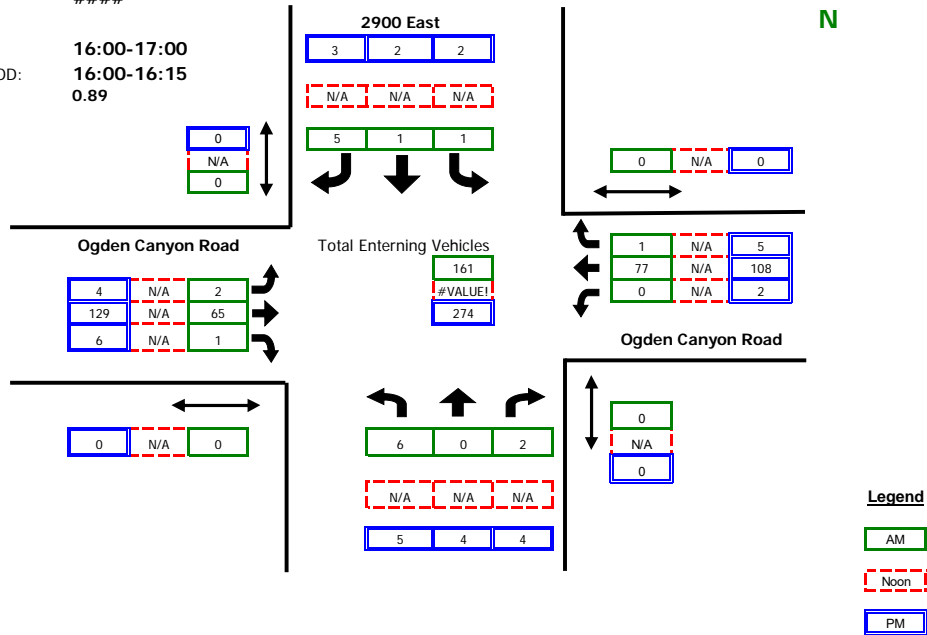 ####
2900 East
N
16:00-17:00
3 2 2
OD: 16:00-16:15
0.89
N/A N/A N/A
0
5 1 1
N/A
0 N/A 0
0
Ogden Canyon Road
Total Enterning Vehicles
1 N/A 5
161
77 N/A 108
4 N/A 2
#VALUE!
0 N/A 2
129 N/A 65
274
6 N/A 1
Ogden Canyon Road
0
6 0 2
0 N/A 0
N/A
0
N/A N/A N/A
Legend
5 4 4
AM
Noon
PM